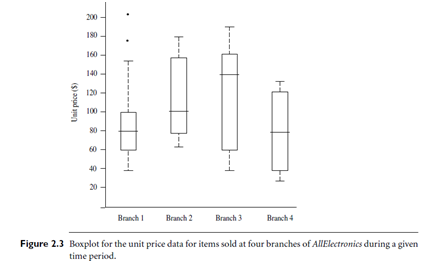 200
180
160
140
120
100
80
60
40
20
Unit price ($)
Branch 1 Branch 2 Branch 3 Branch 4
Figure 2.3 Boxplot for the unit price data for items sold at four branches of AllElectronics during a given
time period.